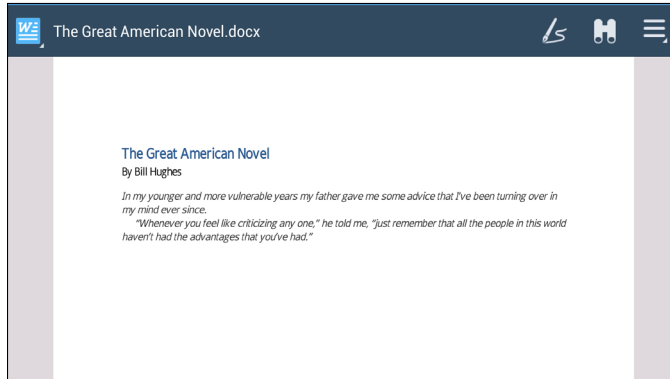 The Great American Novel.docx
The Great American Novel
By Bill Hughes
In my younger and more vulnerable years my father gave me some advice that I've been turning over in
my mind ever since.
"Whenever you feel like criticizing any one," he told me, "just remember that all the people in this world
haven't had the advantages that you've had."